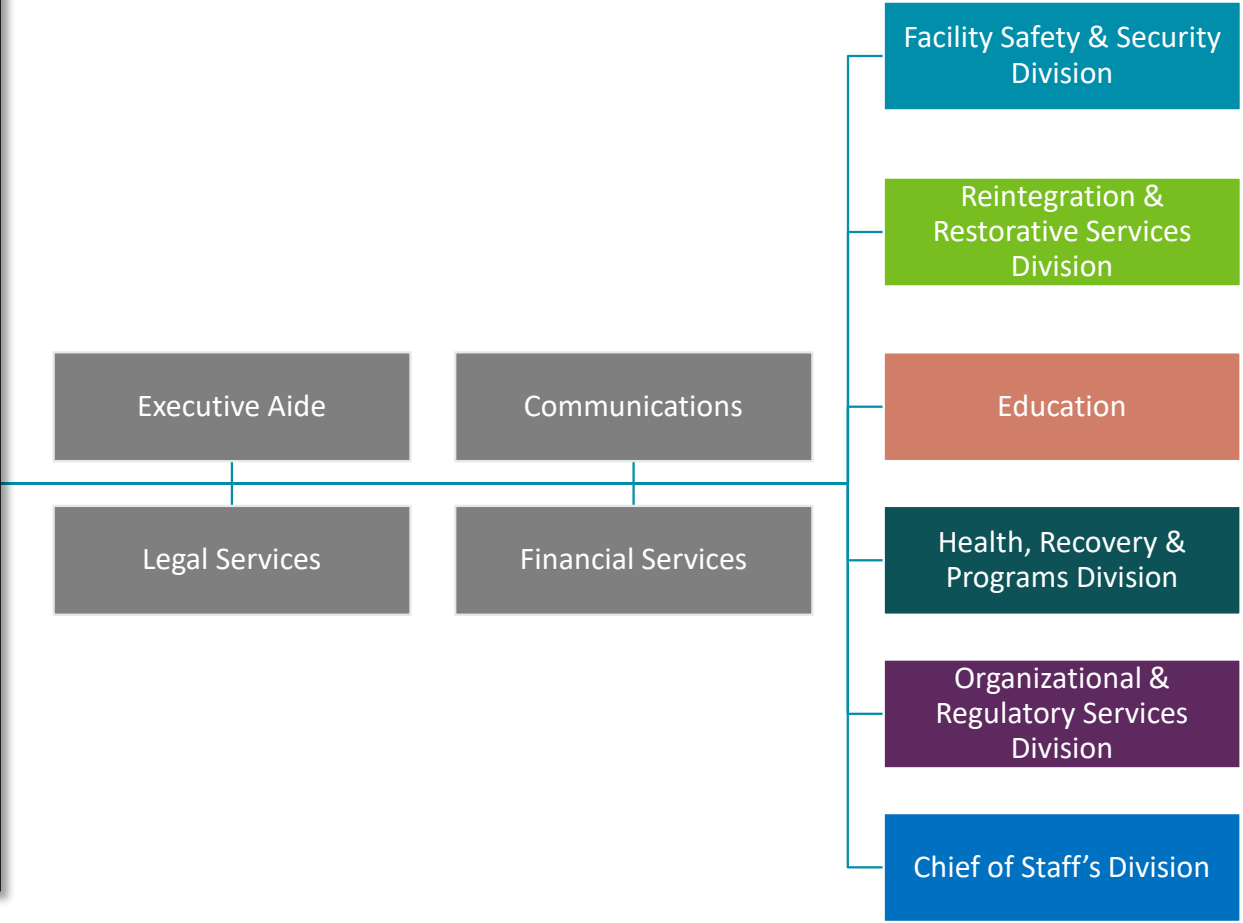 Facility Safety & Security
Division
Reintegration &
Restorative Services
Division
Executive Aide
Communications
Education
Legal Services
Financial Services
Health, Recovery &
Programs Division
Organizational &
Regulatory Services
Division
Chief of Staff’s Division